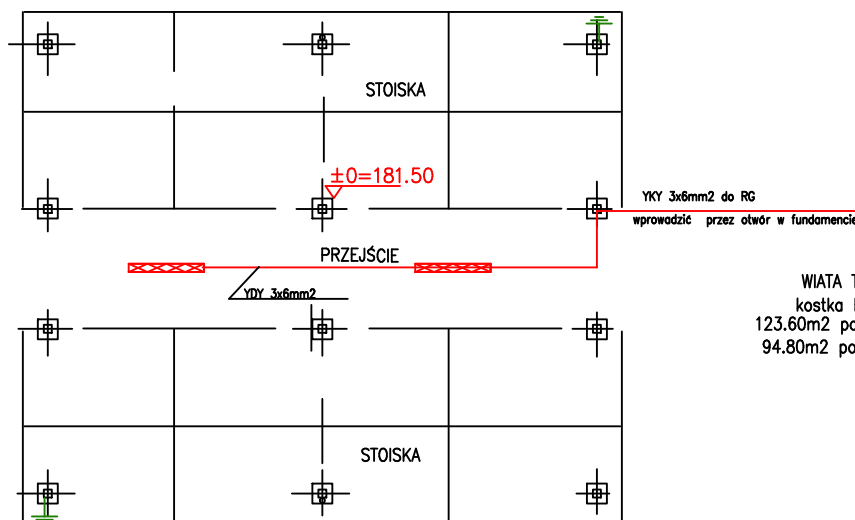 STOISKA
±0=181.50
YKY 3x6mm2 do RG
wprowadzić przez otwór w fundamencie
PRZEJŚCIE
YDY 3x6mm2
WIATA
kostka
123.60m2
94.80m2
STOISKA